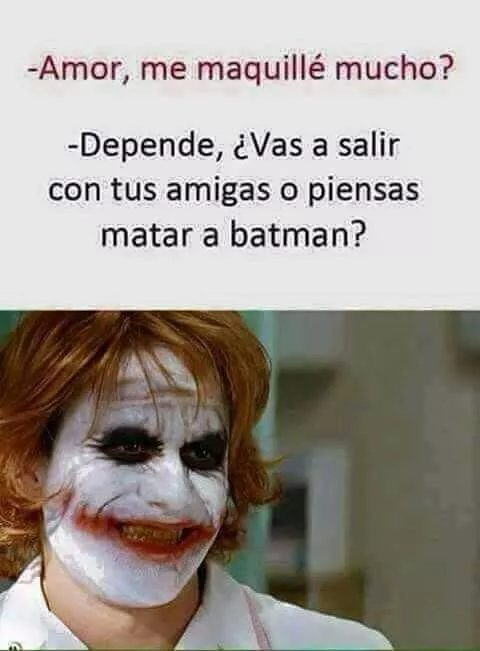 -Amor, me maquillé mucho?
-Depende, ¿Vas a salir
con tus amigas o piensas
matar a batman?